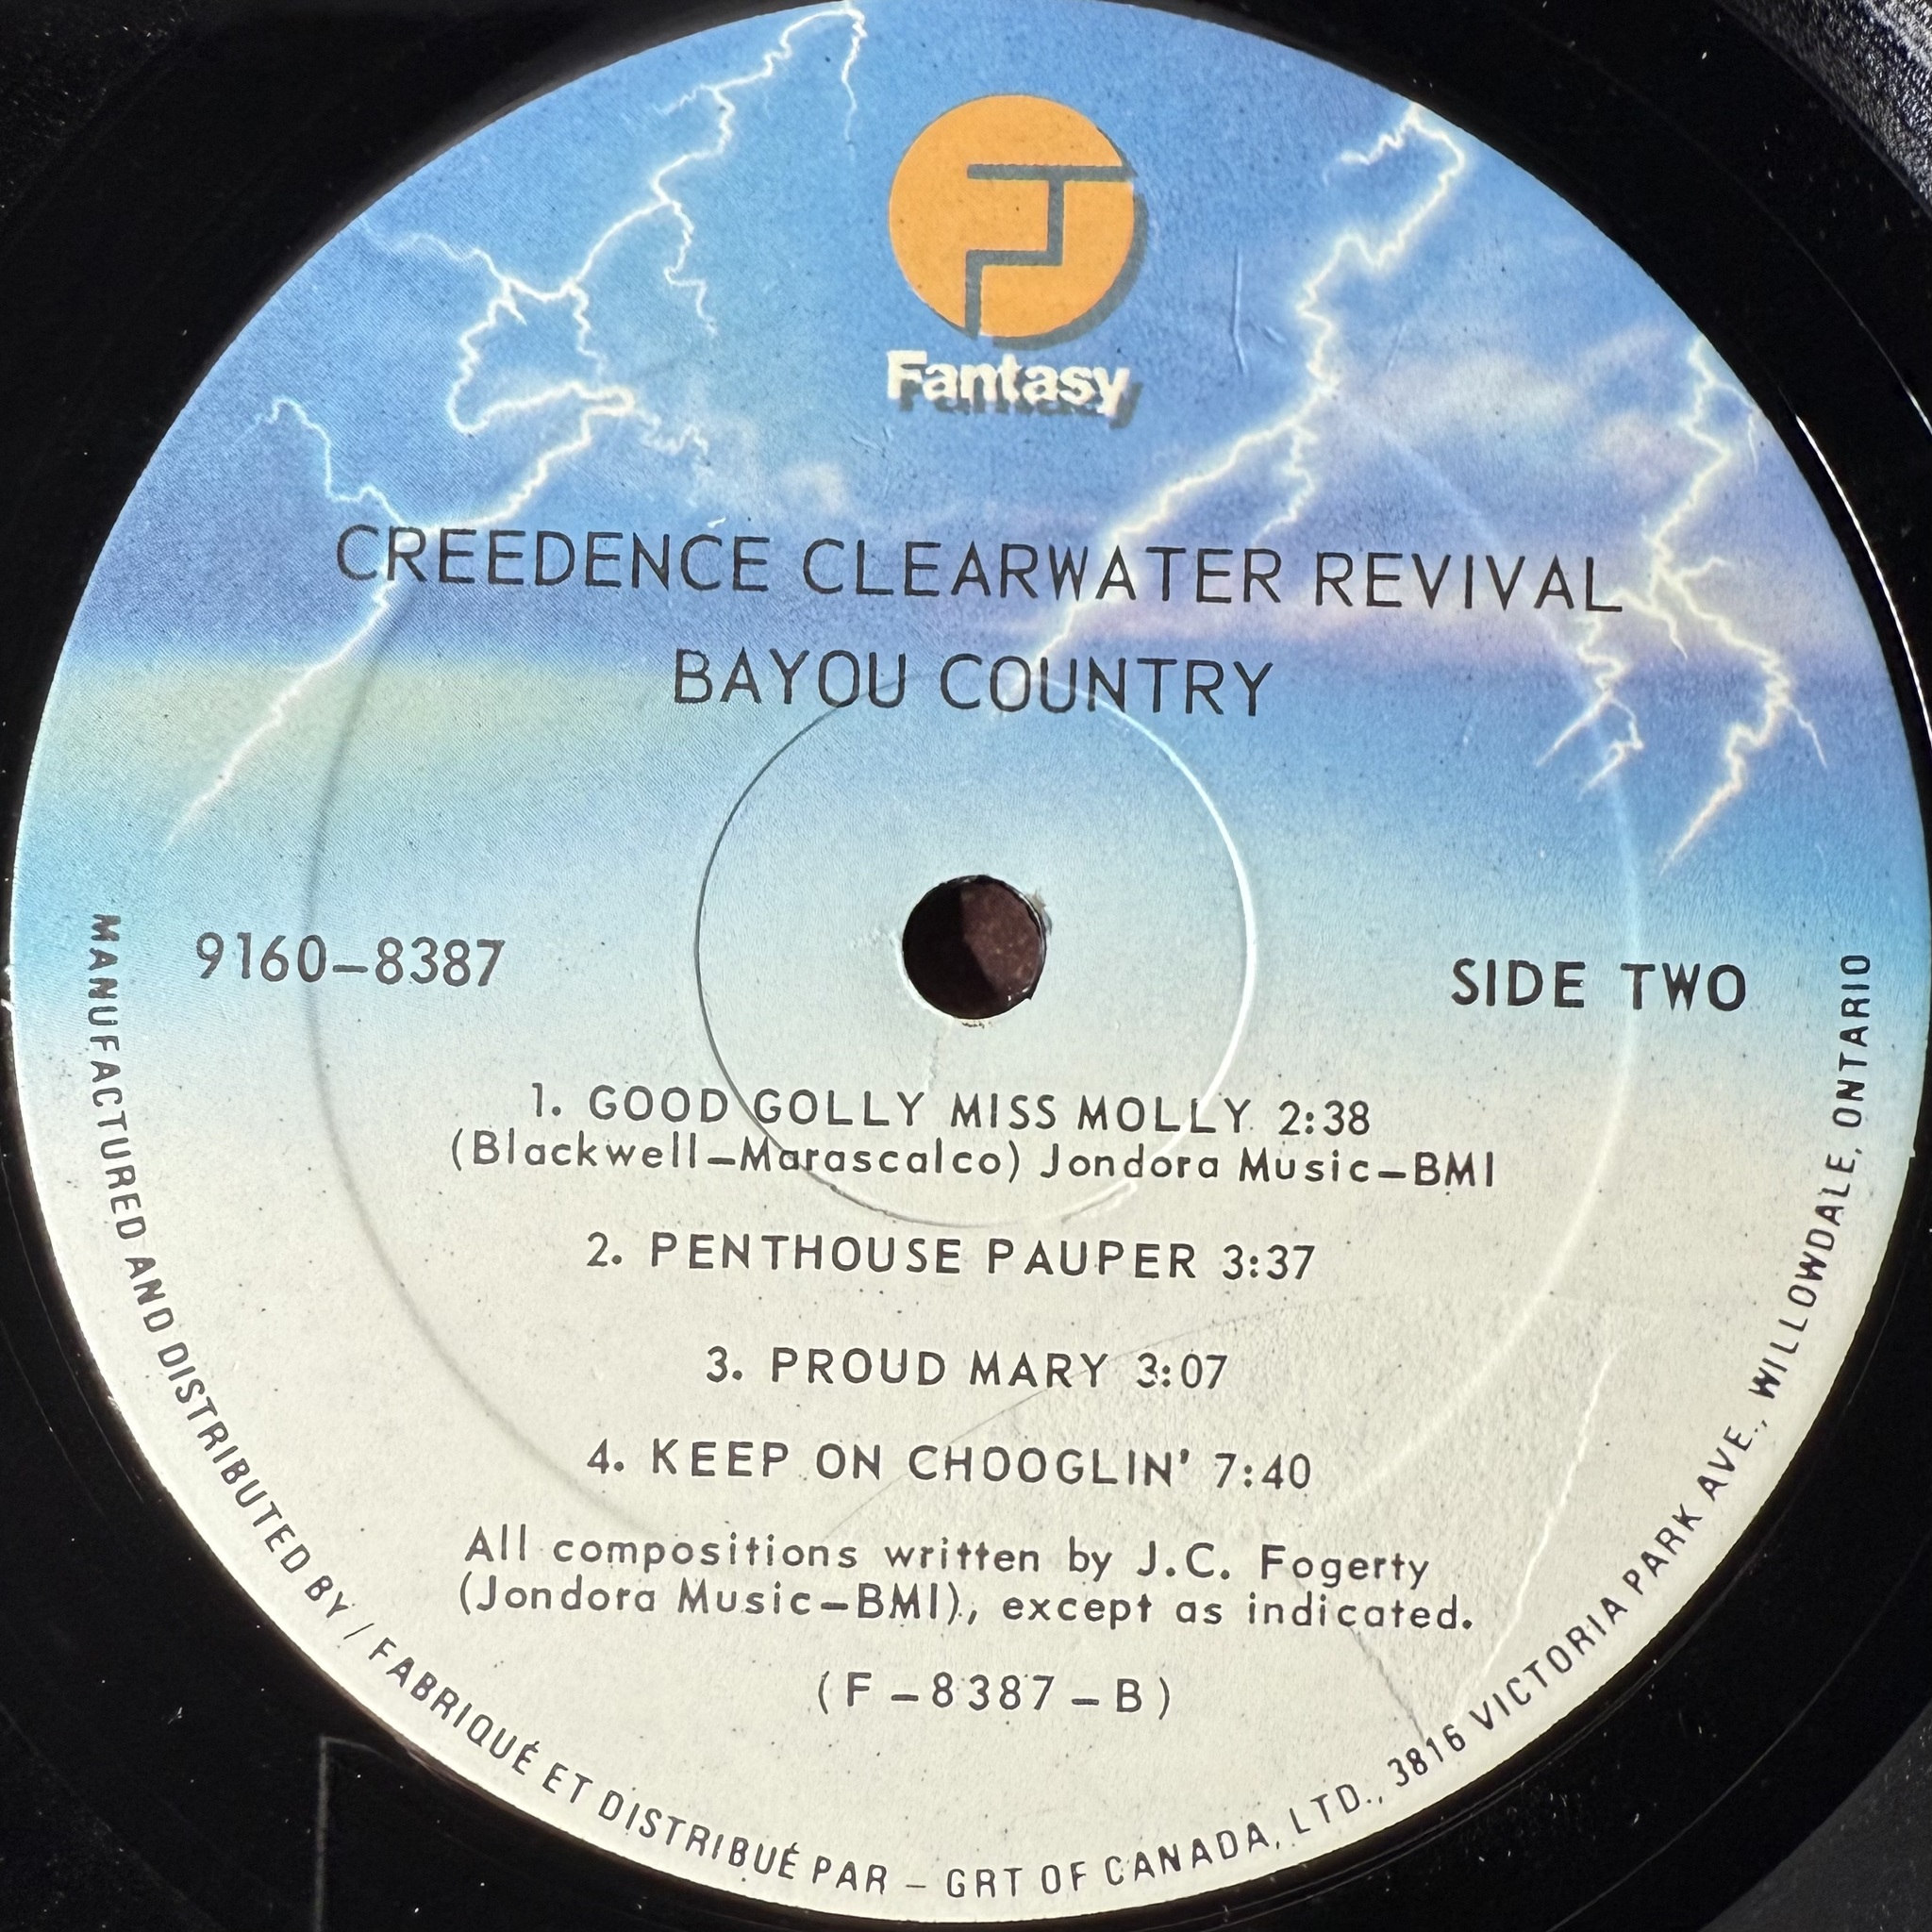 Fantasy
CREEDENCE CLEARWATER REVIVAL
BAYOU COUNTRY
9160-8387
SIDE TWO
1. GOOD GOLLY MISS MOLLY 2:38
(Blackwell-Marascalco) Jondora Music-BMI
2. PENTHOUSE PAUPER 3:37
3. PROUD MARY 3:07
4. KEEP ON CHOOGLIN' 7:40
All compositions written by J.C. Fogerty
(Jondora Music-BMI), except as indicated.
(F-8387-B)
MANUFACTURED AND DISTRIBUTED BY / FABRIQUÉ ET DISTRIBUÉ PAR - GRT OF CANADA, LTD., 3816 VICTORIA PARK AVE., WILLOWDALE, ONTARIO